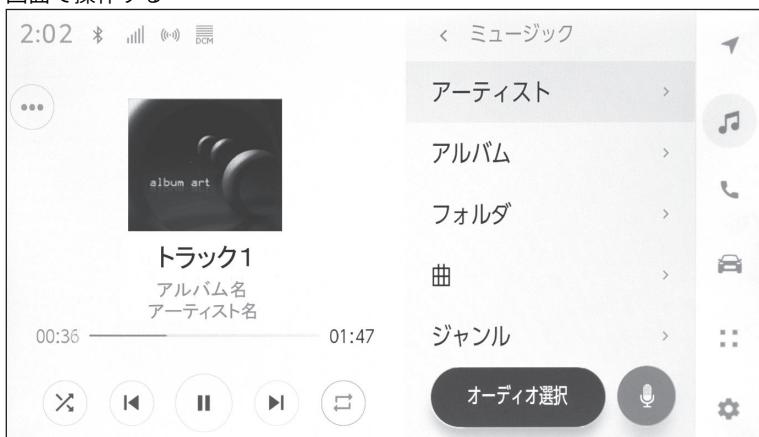 画面で操作する
2:02
DCM
album art
トラック1
アルバム名
アーティスト名
00:36
01:47
< ミュージック
アーティスト >
アルバム >
フォルダ >
曲 >
ジャンル >
オーディオ選択